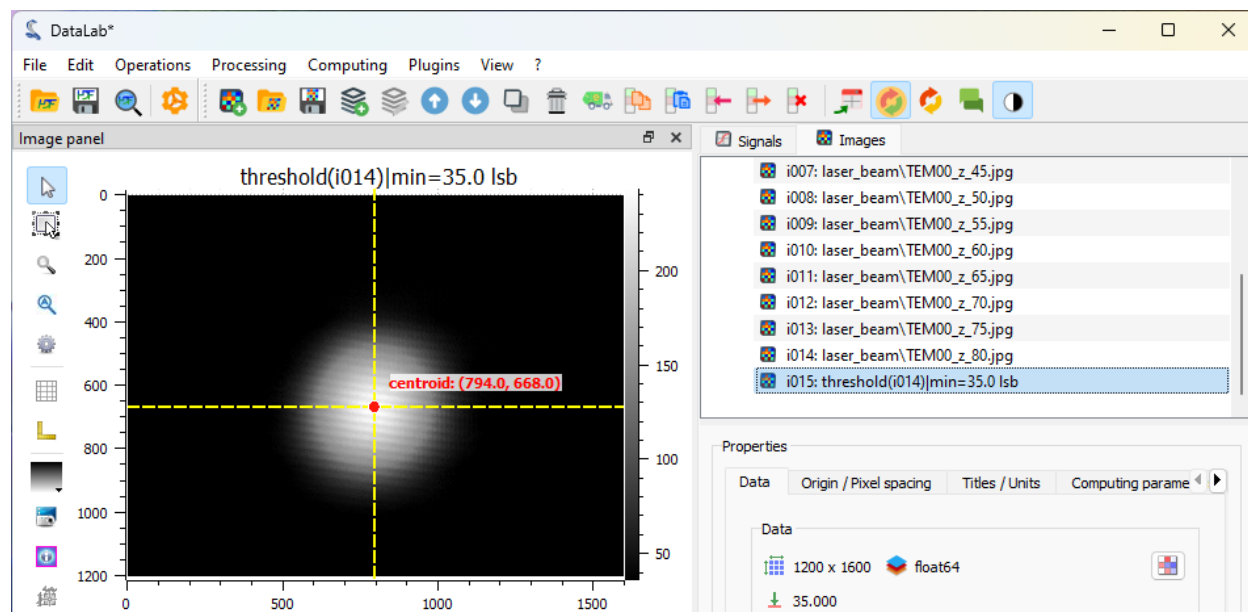 DataLab*
File Edit Operations Processing Computing Plugins View ?
Image panel
threshold(i014)|min=35.0 lsb
0
200
400
600
800
1000
1200
0 500 1000 1500
centroid: (794.0, 668.0)
200
150
100
50
Signals Images
i007: laser_beam\TEM00_z_45.jpg
i008: laser_beam\TEM00_z_50.jpg
i009: laser_beam\TEM00_z_55.jpg
i010: laser_beam\TEM00_z_60.jpg
i011: laser_beam\TEM00_z_65.jpg
i012: laser_beam\TEM00_z_70.jpg
i013: laser_beam\TEM00_z_75.jpg
i014: laser_beam\TEM00_z_80.jpg
i015: threshold(i014)|min=35.0 lsb
Properties
Data Origin / Pixel spacing Titles / Units Computing parame
Data
1200 x 1600 float64
35.000